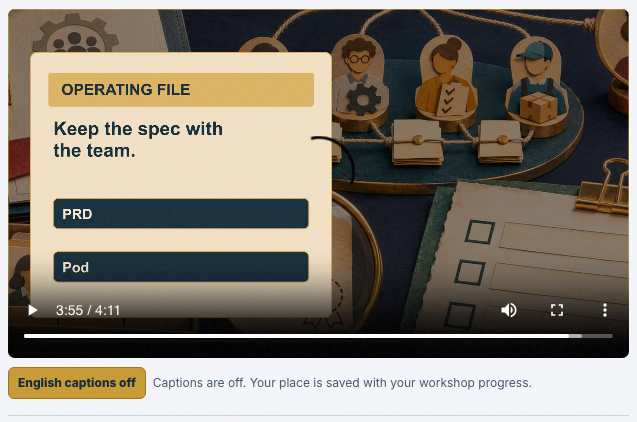 OPERATING FILE
Keep the spec with
the team.
PRD
Pod
3:55 / 4:11
English captions off
Captions are off. Your place is saved with your workshop progress.